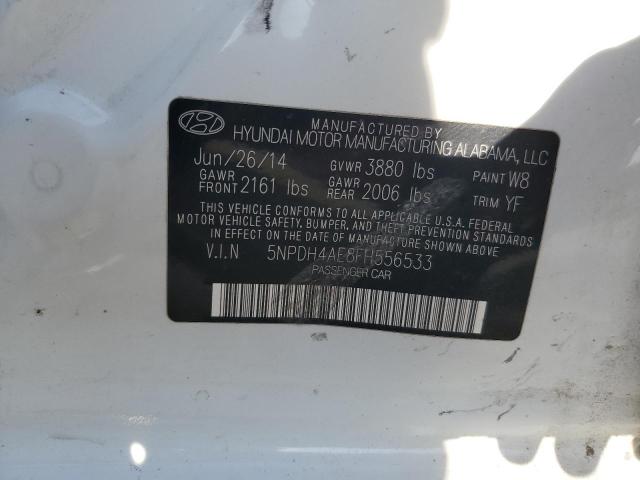 MANUFACTURED BY
HYUNDAI MOTOR MANUFACTURING ALABAMA, LLC
Jun/26/14 GVWR 3880 lbs PAINT W8
GAWR FRONT 2161 lbs GAWR REAR 2006 lbs TRIM YF
THIS VEHICLE CONFORMS TO ALL APPLICABLE U.S.A. FEDERAL
MOTOR VEHICLE SAFETY, BUMPER, AND THEFT PREVENTION
STANDARDS IN EFFECT ON THE DATE OF MANUFACTURE SHOWN ABOVE.
V.I.N 5NPDH4AE8FH556533
PASSENGER CAR